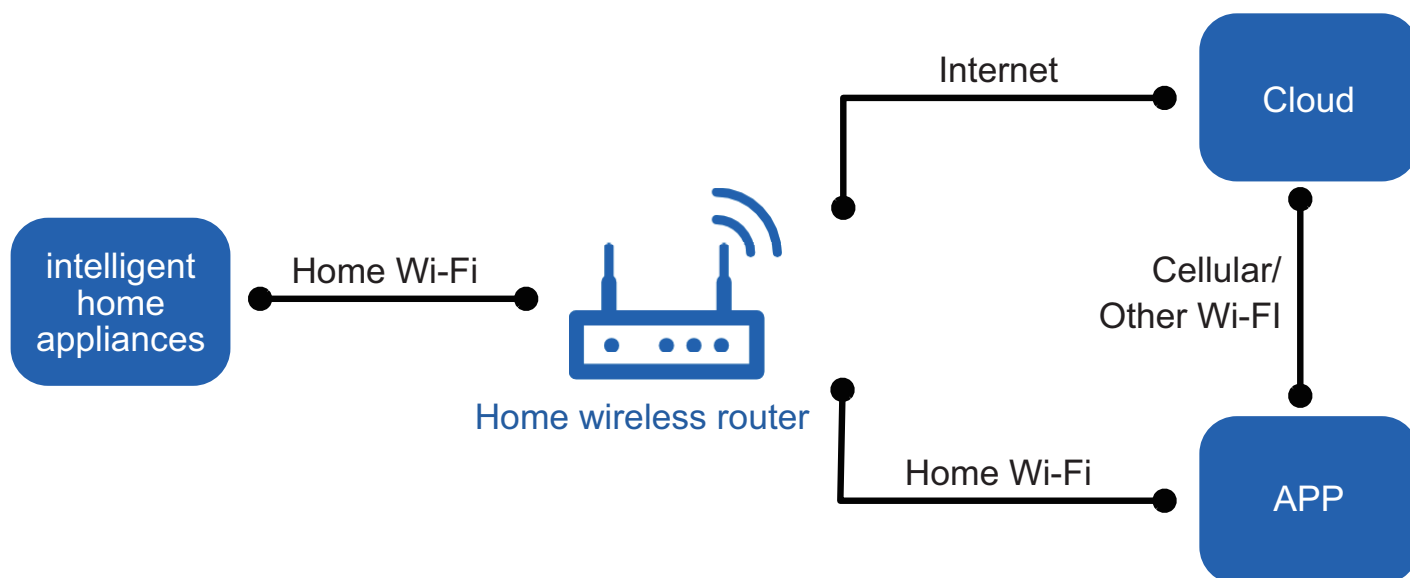 Internet
Cloud
intelligent
home
appliances
Home Wi-Fi
Cellular/
Other Wi-FI
Home wireless router
Home Wi-Fi
APP